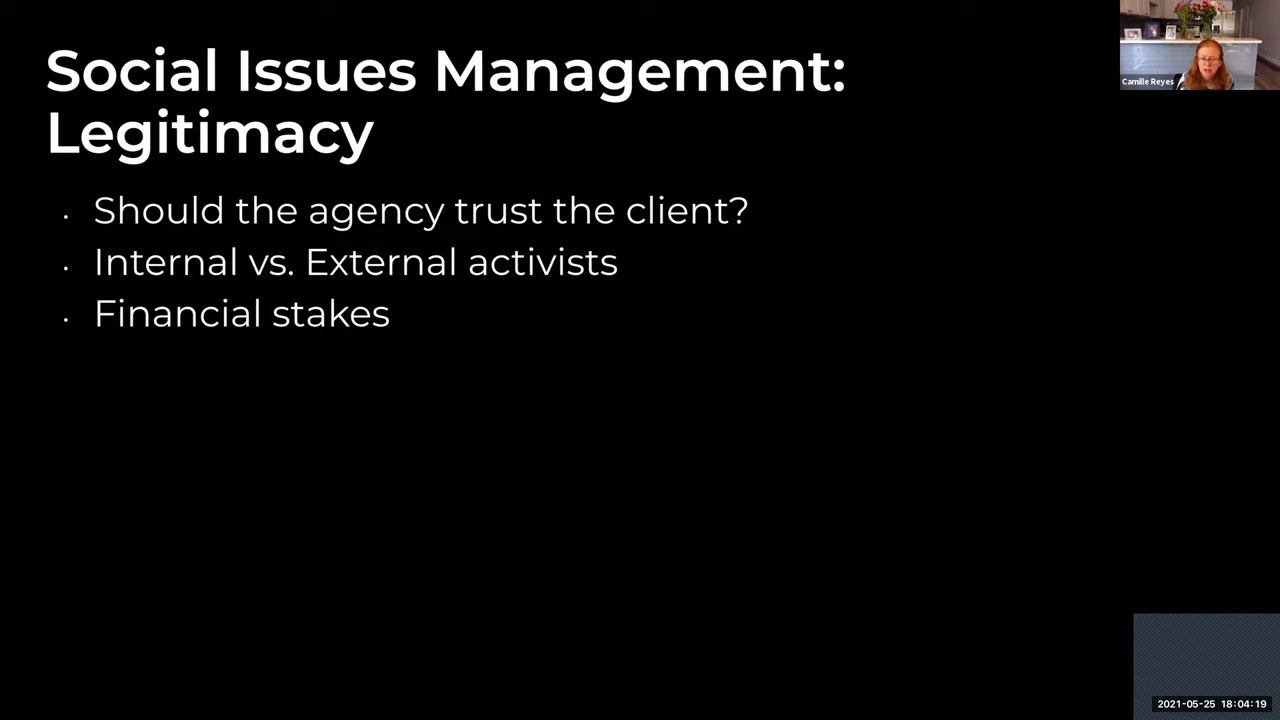 Social Issues Management:
Legitimacy
Camille Reyes
· Should the agency trust the client?
· Internal vs. External activists
· Financial stakes
2021-05-25 18:04:19